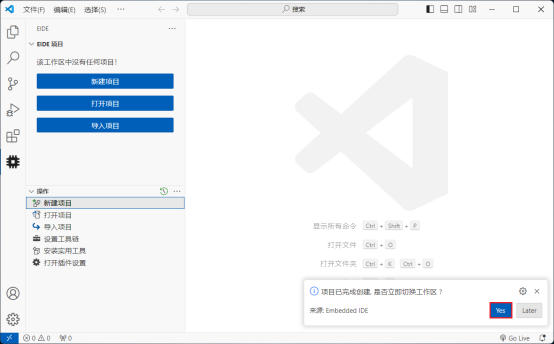 文件(F) 编辑(E) 选择(S) ··· 搜索
EIDE ···
EIDE 项目
该工作区中没有任何项目!
新建项目
打开项目
导入项目
操作 ···
新建项目
打开项目
导入项目
设置工具链
安装实用工具
打开插件设置
显示所有命令 Ctrl + Shift + P
打开文件 Ctrl + O
打开文件夹 Ctrl + K Ctrl + O
项目已完成创建, 是否立即切换工作区 ?
来源: Embedded IDE Yes Later
0 0 0 Go Live